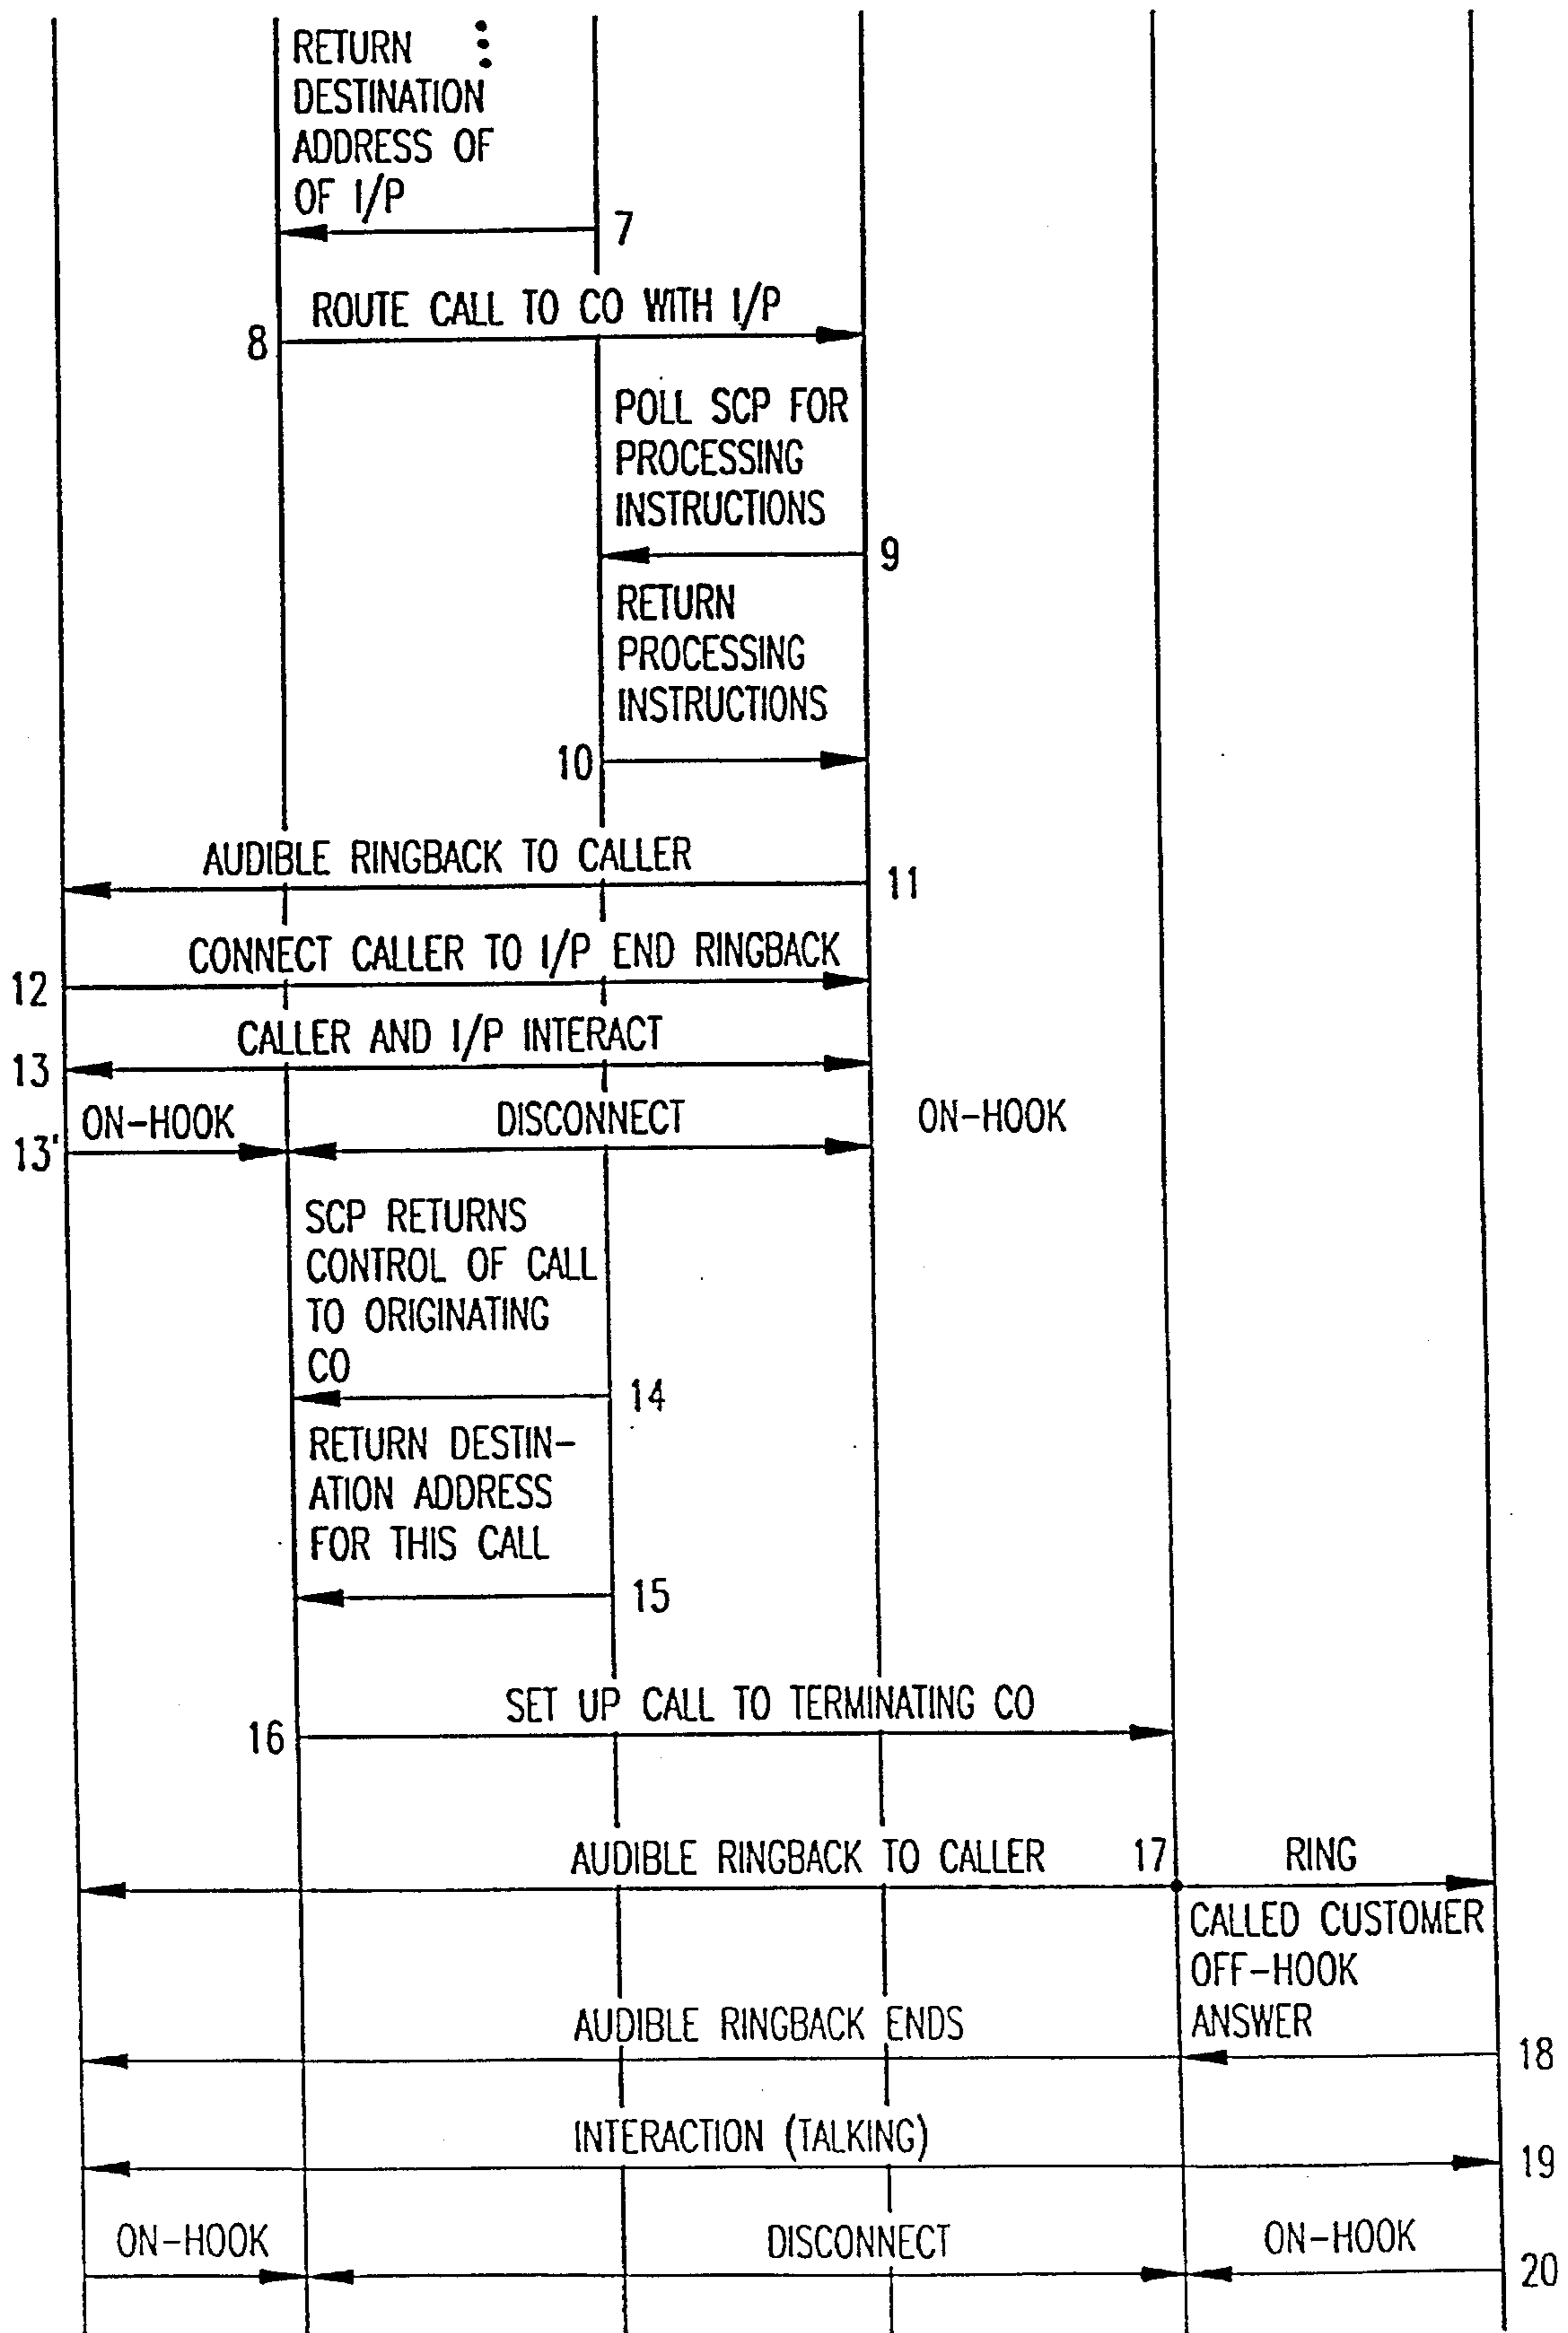 RETURN
DESTINATION
ADDRESS OF
OF I/P
7
ROUTE CALL TO CO WITH I/P
8
POLL SCP FOR
PROCESSING
INSTRUCTIONS
9
RETURN
PROCESSING
INSTRUCTIONS
10
AUDIBLE RINGBACK TO CALLER
11
CONNECT CALLER TO I/P END RINGBACK
12
CALLER AND I/P INTERACT
13
ON-HOOK DISCONNECT ON-HOOK
13'
SCP RETURNS
CONTROL OF CALL
TO ORIGINATING
CO
14
RETURN DESTIN-
ATION ADDRESS
FOR THIS CALL
15
SET UP CALL TO TERMINATING CO
16
AUDIBLE RINGBACK TO CALLER 17 RING
CALLED CUSTOMER
OFF-HOOK
ANSWER
AUDIBLE RINGBACK ENDS
18
INTERACTION (TALKING)
19
ON-HOOK DISCONNECT ON-HOOK
20